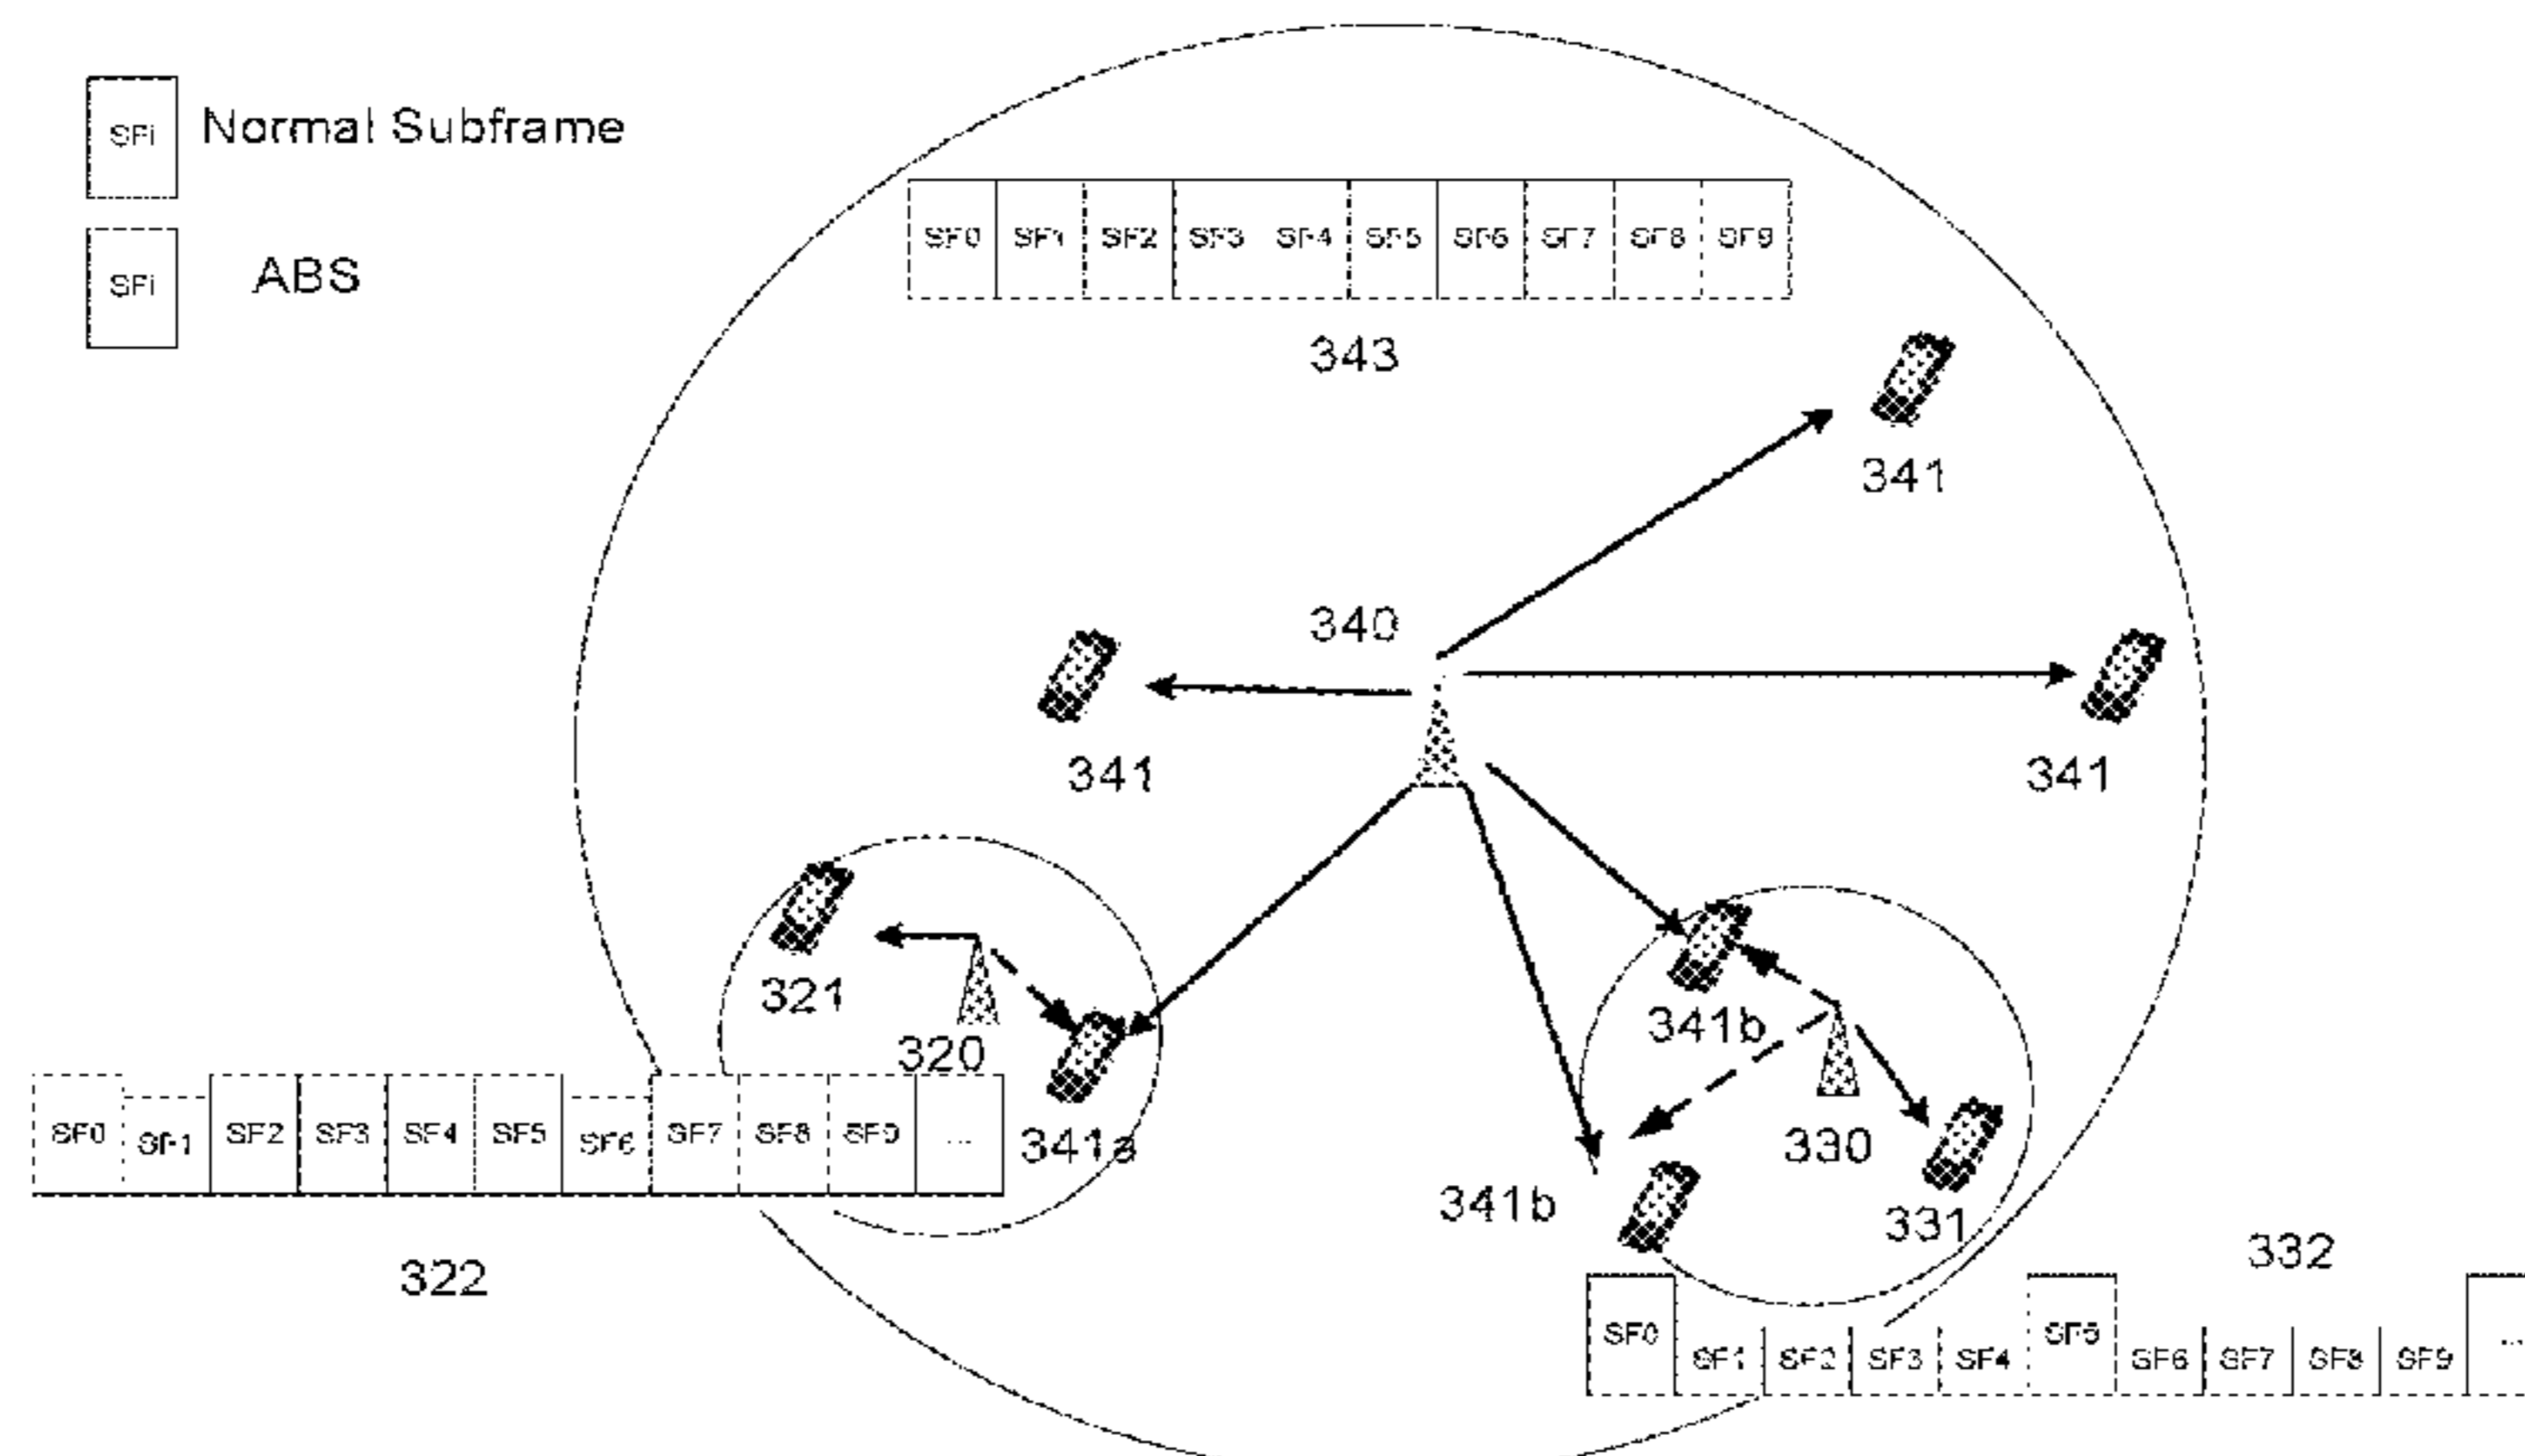 SFi Normal Subframe
SFi ABS
SF0 SF1 SF2 SF3 SF4 SF5 SF6 SF7 SF8 SF9
343
341
340
341
341
321
320
341b
341a
330
341b
331
SF0 SF1 SF2 SF3 SF4 SF5 SF6 SF7 SF8 SF9 ...
322
332
SF0 SF1 SF2 SF3 SF4 SF5 SF6 SF7 SF8 SF9 ...